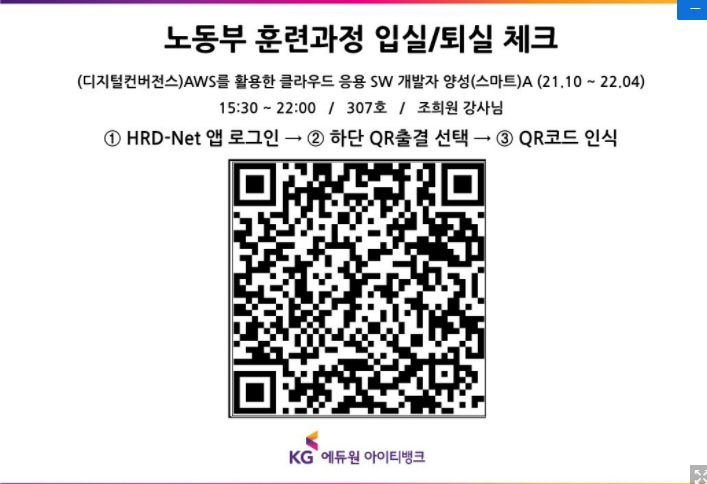 노동부 훈련과정 입실/퇴실 체크
(디지털컨버전스)AWS를 활용한 클라우드 응용 SW 개발자 양성(스마트)A (21.10 ~ 22.04)
15:30 ~ 22:00 / 307호 / 조희원 강사님
① HRD-Net 앱 로그인 → ② 하단 QR출결 선택 → ③ QR코드 인식
KG 에듀원 아이티뱅크